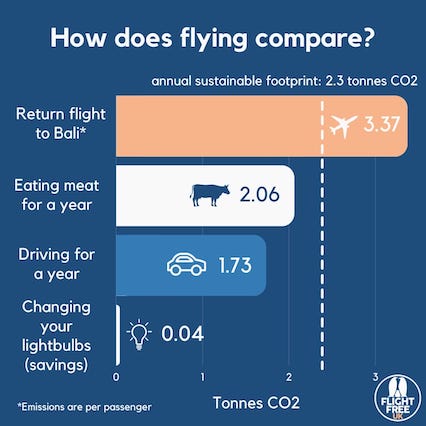 How does flying compare?
annual sustainable footprint: 2.3 tonnes CO2
Return flight
to Bali*
3.37
Eating meat
for a year
2.06
Driving for
a year
1.73
Changing
your
lightbulbs
(savings)
0.04
0 1 2 3
Tonnes CO2
*Emissions are per passenger
FLIGHT
FREE
UK